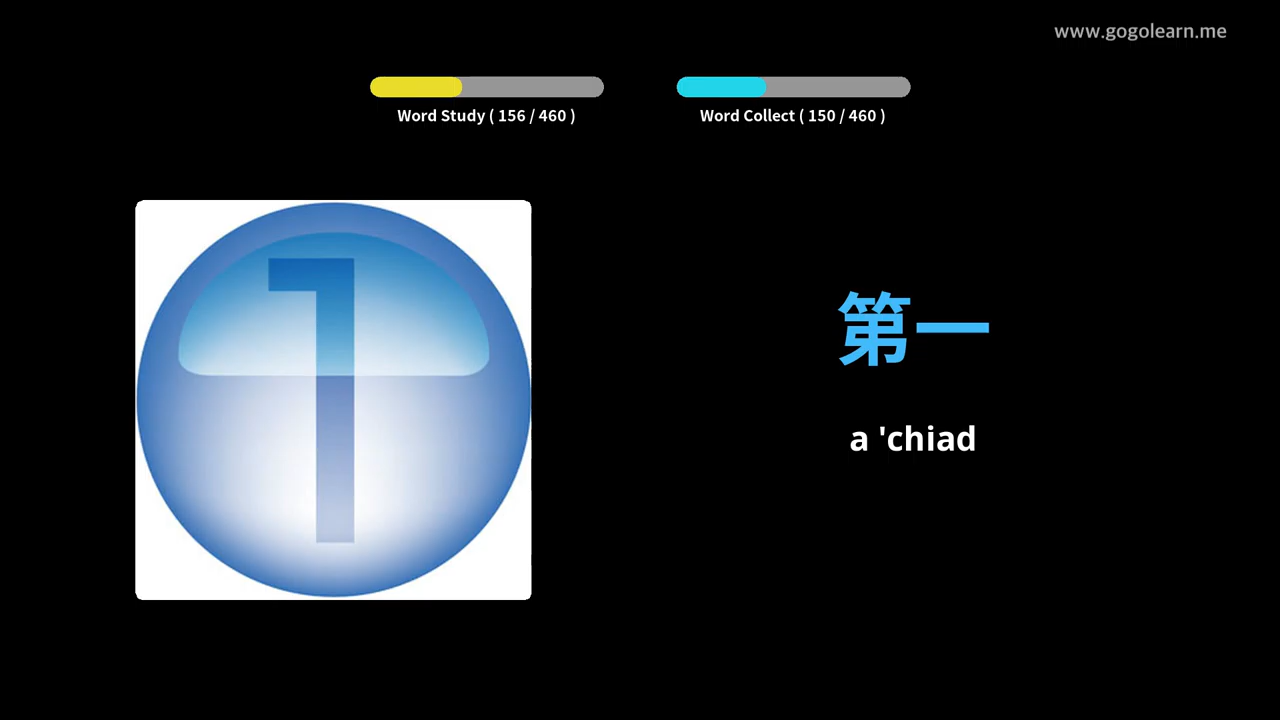 www.gogolearn.me
Word Study ( 156 / 460 )
Word Collect ( 150 / 460 )
1
第一
a 'chiad